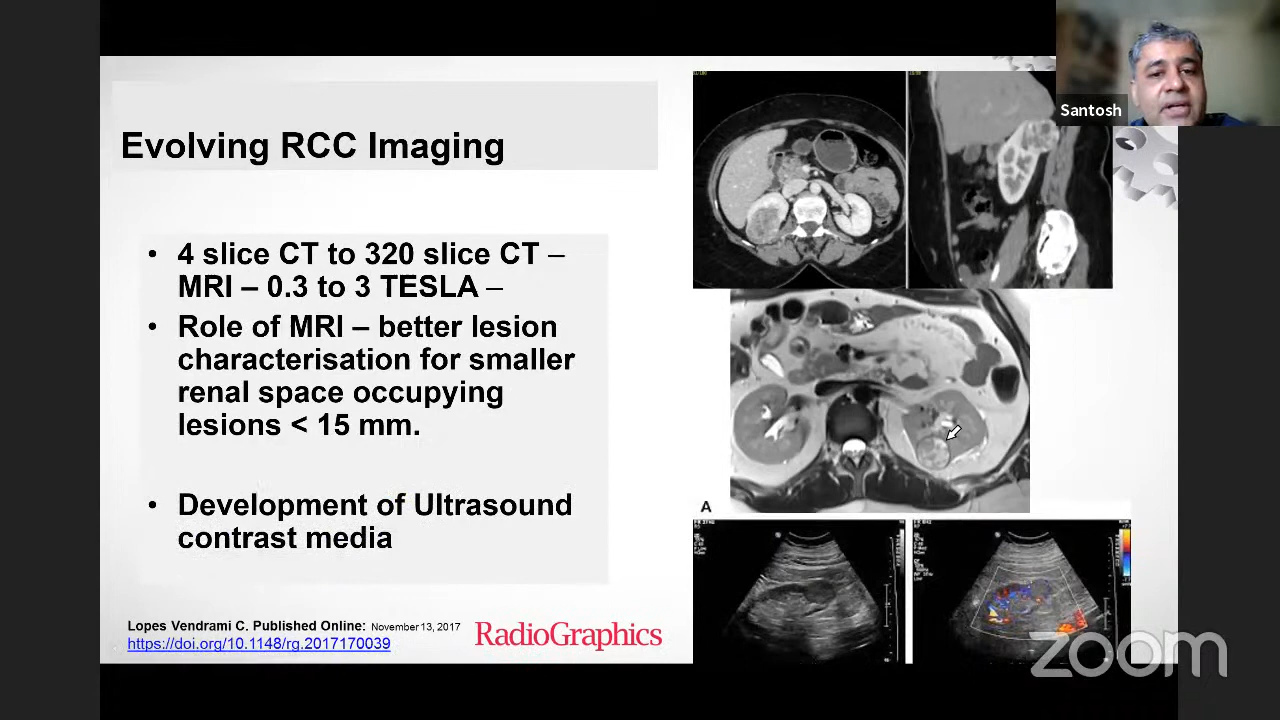 Santosh
Evolving RCC Imaging
• 4 slice CT to 320 slice CT –
MRI – 0.3 to 3 TESLA –
• Role of MRI – better lesion
characterisation for smaller
renal space occupying
lesions < 15 mm.
• Development of Ultrasound
contrast media
A
Lopes Vendrami C. Published Online: November 13, 2017
https://doi.org/10.1148/rg.2017170039
RadioGraphics
zoom